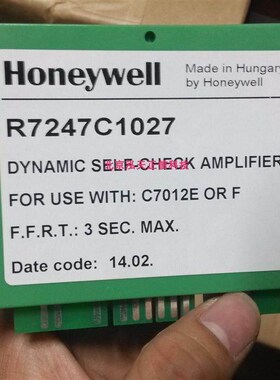 Honeywell
Made in Hungary
by Honeywell
R7247C1027
DYNAMIC SELF-CHECK AMPLIFIER
FOR USE WITH: C7012E OR F
F.F.R.T.: 3 SEC. MAX.
Date code: 14.02.